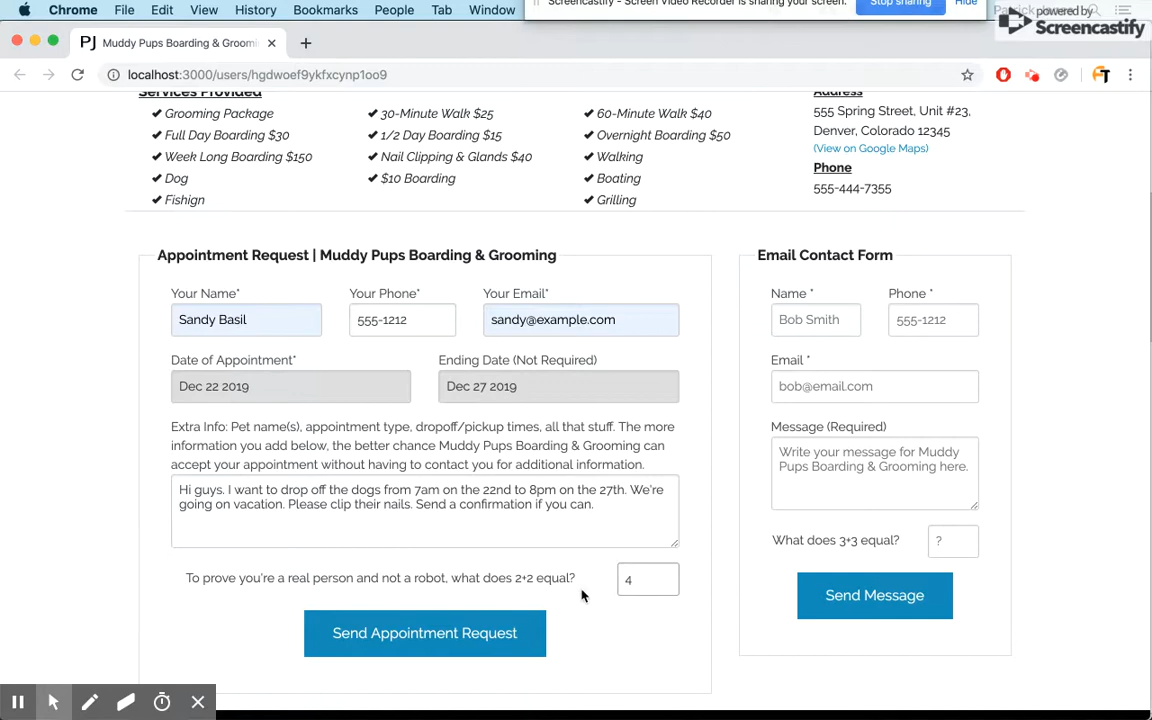 Chrome File Edit View History Bookmarks People Tab Window
Screencastify - Screen Video Recorder is sharing your screen. Stop sharing Hide
powered by
Screencastify
PJ Muddy Pups Boarding & Groomi
localhost:3000/users/hgdwoef9ykfxcynp1oo9
Services Provided
Grooming Package
30-Minute Walk $25
60-Minute Walk $40
Full Day Boarding $30
1/2 Day Boarding $15
Overnight Boarding $50
Week Long Boarding $150
Nail Clipping & Glands $40
Walking
Dog
$10 Boarding
Boating
Fishign
Grilling
Address
555 Spring Street, Unit #23,
Denver, Colorado 12345
(View on Google Maps)
Phone
555-444-7355
Appointment Request | Muddy Pups Boarding & Grooming
Your Name*
Your Phone*
Your Email*
Sandy Basil
555-1212
sandy@example.com
Date of Appointment*
Ending Date (Not Required)
Dec 22 2019
Dec 27 2019
Extra Info: Pet name(s), appointment type, dropoff/pickup times, all that stuff. The more
information you add below, the better chance Muddy Pups Boarding & Grooming can
accept your appointment without having to contact you for additional information.
Hi guys. I want to drop off the dogs from 7am on the 22nd to 8pm on the 27th. We're
going on vacation. Please clip their nails. Send a confirmation if you can.
To prove you're a real person and not a robot, what does 2+2 equal?
4
Send Appointment Request
Email Contact Form
Name *
Phone *
Bob Smith
555-1212
Email *
bob@email.com
Message (Required)
Write your message for Muddy
Pups Boarding & Grooming here.
What does 3+3 equal?
?
Send Message